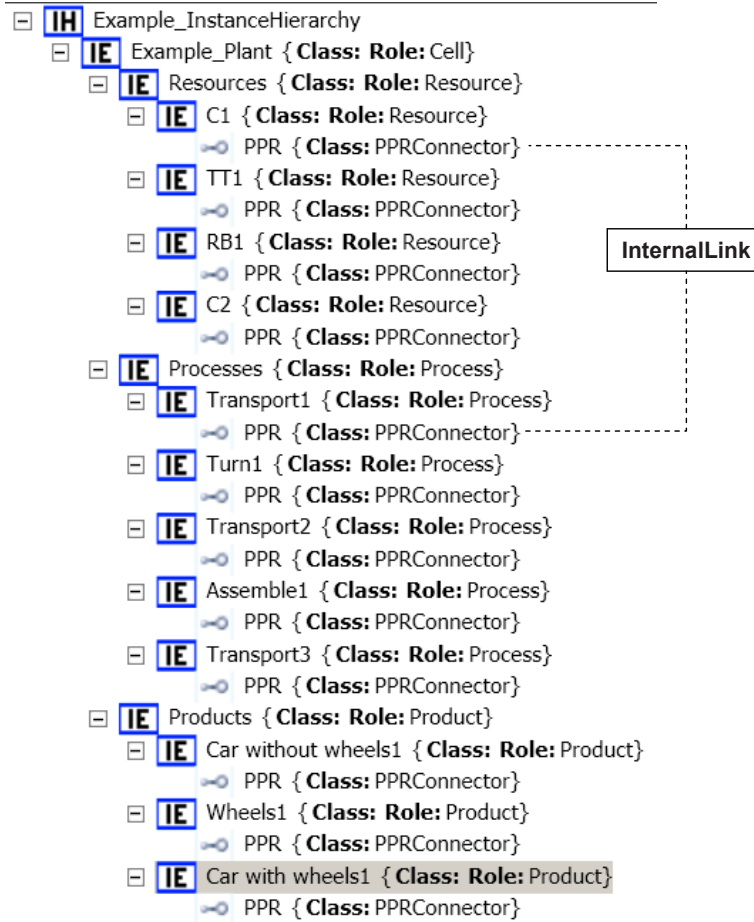 IH Example_InstanceHierarchy
IE Example_Plant {Class: Role: Cell}
IE Resources {Class: Role: Resource}
IE C1 {Class: Role: Resource}
PPR {Class: PPRConnector}
IE TT1 {Class: Role: Resource}
PPR {Class: PPRConnector}
IE RB1 {Class: Role: Resource}
InternalLink
PPR {Class: PPRConnector}
IE C2 {Class: Role: Resource}
PPR {Class: PPRConnector}
IE Processes {Class: Role: Process}
IE Transport1 {Class: Role: Process}
PPR {Class: PPRConnector}
IE Turn1 {Class: Role: Process}
PPR {Class: PPRConnector}
IE Transport2 {Class: Role: Process}
PPR {Class: PPRConnector}
IE Assemble1 {Class: Role: Process}
PPR {Class: PPRConnector}
IE Transport3 {Class: Role: Process}
PPR {Class: PPRConnector}
IE Products {Class: Role: Product}
IE Car without wheels1 {Class: Role: Product}
PPR {Class: PPRConnector}
IE Wheels1 {Class: Role: Product}
PPR {Class: PPRConnector}
IE Car with wheels1 {Class: Role: Product}
PPR {Class: PPRConnector}